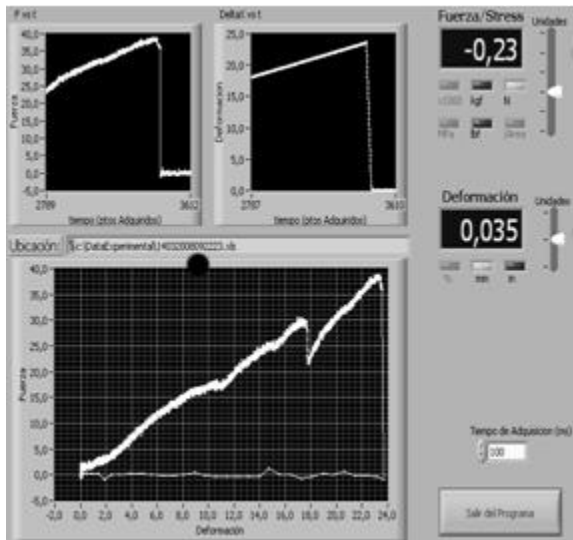 F vs t
40,0
35,0
30,0
25,0
20,0
15,0
10,0
5,0
0,0
-5,0
Fuerza
2789
3612
tiempo (ptos Adquiridos)
DeltaX vs t
25,0
20,0
15,0
10,0
5,0
0,0
Deformacion
2787
3610
tiempo (ptos Adquiridos)
Fuerza/Stress
Unidades
-0,23
kgf
N
MPa
lbf
Deformación
Unidades
0,035
%
mm
in
Ubicación:
40,0
35,0
30,0
25,0
20,0
15,0
10,0
5,0
0,0
-5,0
Fuerza
-2,0 0,0 2,0 4,0 6,0 8,0 10,0 12,0 14,0 16,0 18,0 20,0 22,0 24,0
Deformación
Tiempo de Adquisicion (ms)
100
Salir del Programa